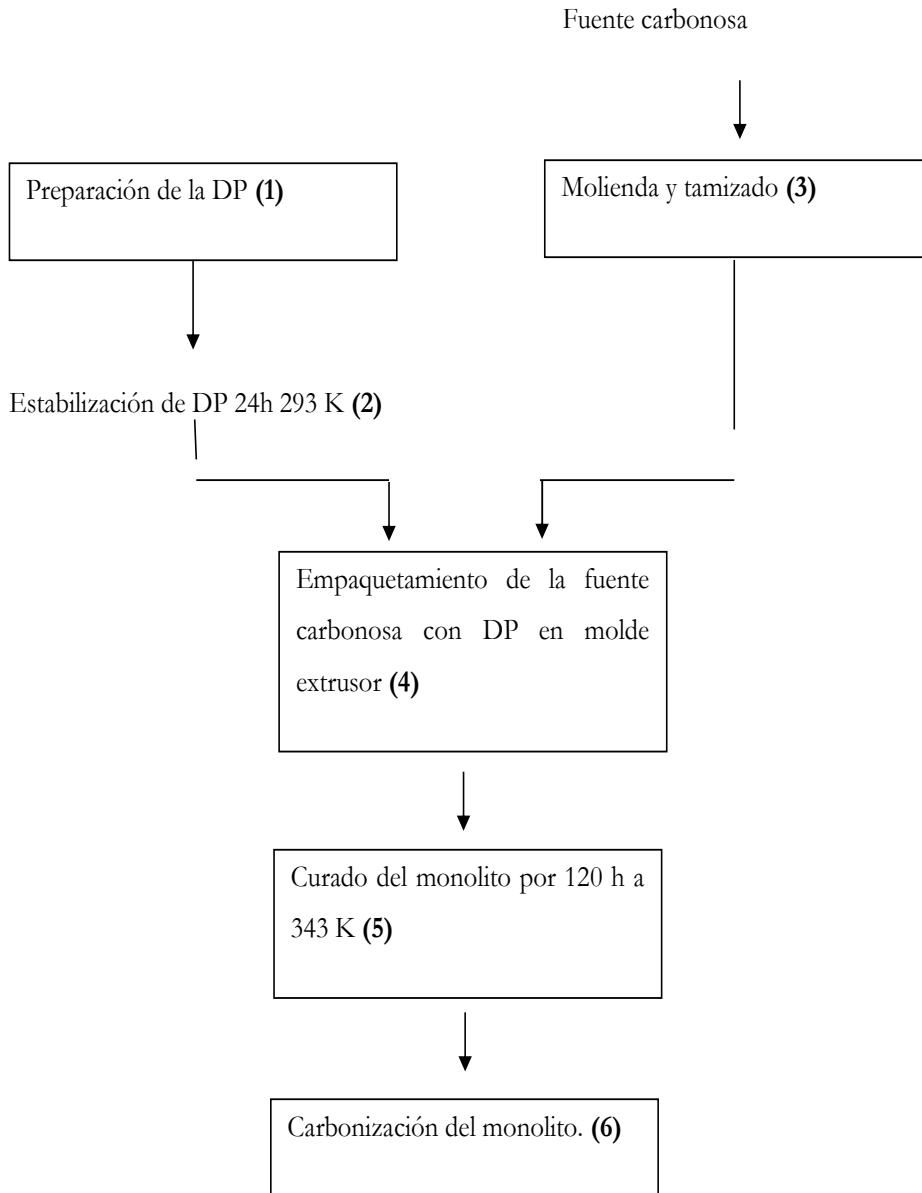 Fuente carbonosa
Preparación de la DP (1)
Molienda y tamizado (3)
Estabilización de DP 24h 293 K (2)
Empaquetamiento de la fuente
carbonosa con DP en molde
extrusor (4)
Curado del monolito por 120 h a
343 K (5)
Carbonización del monolito. (6)